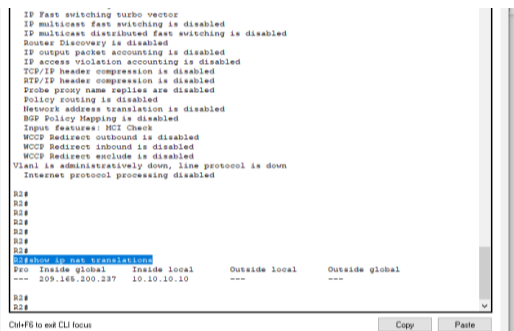 IP Fast switching turbo vector
IP multicast fast switching is disabled
IP multicast distributed fast switching is disabled
Router Discovery is disabled
IP output packet accounting is disabled
IP access violation accounting is disabled
TCP/IP header compression is disabled
RTP/IP header compression is disabled
Probe proxy name replies are disabled
Policy routing is disabled
Network address translation is disabled
BGP Policy Mapping is disabled
Input features: MCI Check
WCCP Redirect outbound is disabled
WCCP Redirect inbound is disabled
WCCP Redirect exclude is disabled
Vlan1 is administratively down, line protocol is down
Internet protocol processing disabled
R2#
R2#
R2#
R2#
R2#
R2#
R2#
R2#show ip nat translations
Pro Inside global Inside local Outside local Outside global
--- 209.165.200.237 10.10.10.10 --- ---
R2#
R2#
Ctrl+F6 to exit CLI focus
Copy Paste